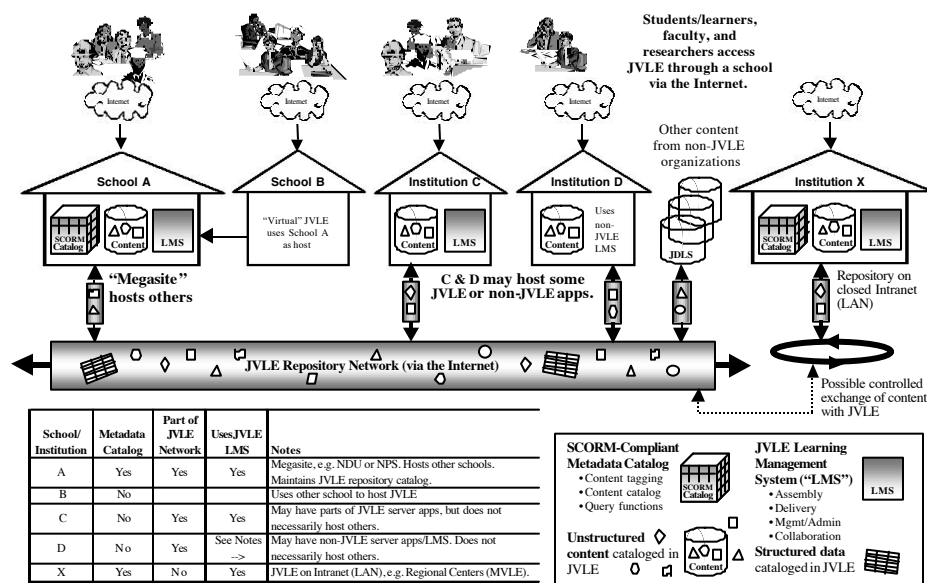 Students/learners,
faculty, and
researchers access
JVLE through a school
via the Internet.
Internet
Internet
Internet
Internet
Internet
Other content
from non-JVLE
organizations
School A
School B
Institution C
Institution D
Institution X
SCORM
Catalog
Content
LMS
"Virtual" JVLE
uses School A
as host
Content
LMS
Content
Uses
non-
JVLE
LMS
JDLS
SCORM
Catalog
Content
LMS
"Megasite"
hosts others
C & D may host some
JVLE or non-JVLE apps.
Repository on
closed Intranet
(LAN)
JVLE Repository Network (via the Internet)
Possible controlled
exchange of content
with JVLE
School/
Institution
Metadata
Catalog
Part of
JVLE
Network
Uses JVLE
LMS
Notes
A Yes Yes Yes Megasite, e.g. NDU or NPS. Hosts other schools.
Maintains JVLE repository catalog.
B No Uses other school to host JVLE
C No Yes Yes May have parts of JVLE server apps, but does not
necessarily host others.
D No Yes See Notes
-->
May have non-JVLE server apps/LMS. Does not
necessarily host others.
X Yes No Yes JVLE on Intranet (LAN), e.g. Regional Centers (MVLE).
SCORM-Compliant
Metadata Catalog
• Content tagging
• Content catalog
• Query functions
SCORM
Catalog
Unstructured
content cataloged in
JVLE
Content
JVLE Learning
Management
System ("LMS")
• Assembly
• Delivery
• Mgmt/Admin
• Collaboration
LMS
Structured data
cataloged in JVLE